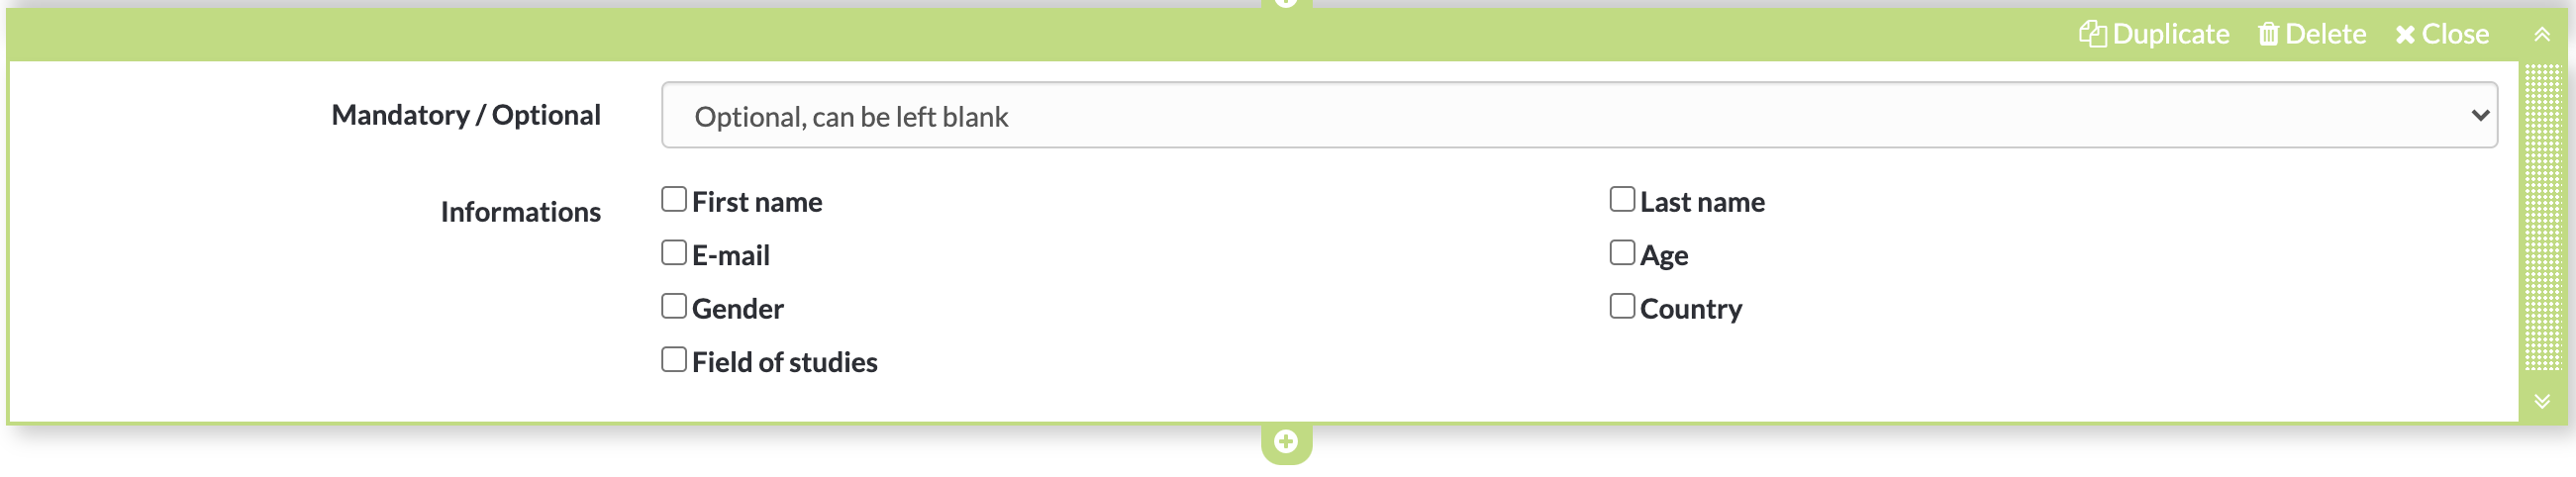 Duplicate Delete Close
Mandatory / Optional Optional, can be left blank
Informations First name Last name
E-mail Age
Gender Country
Field of studies